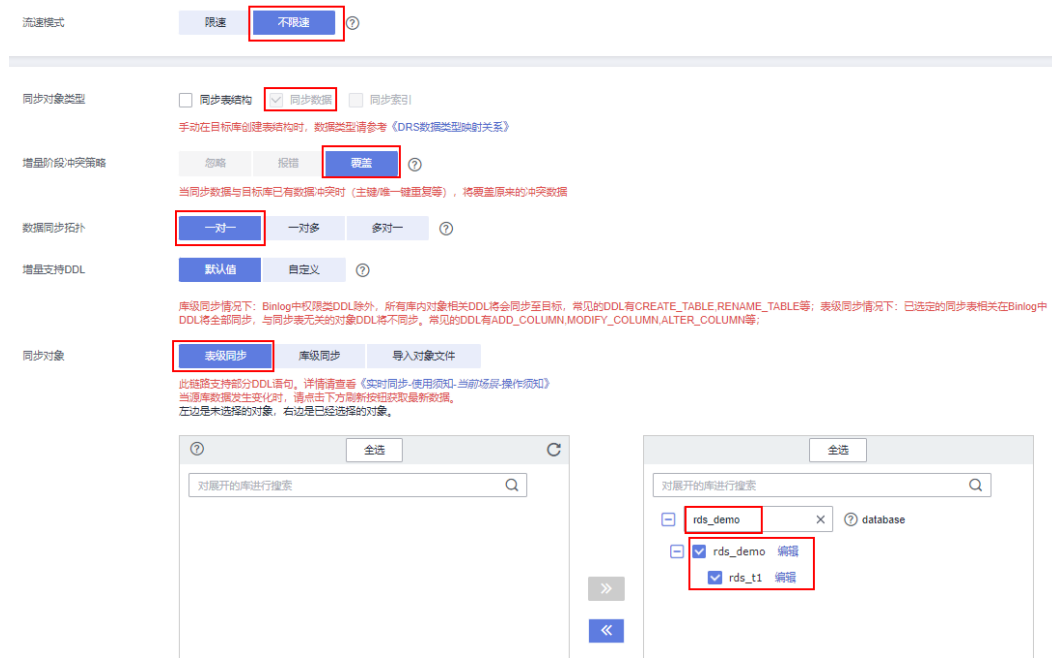 流速模式 限速 不限速 ?
同步对象类型 同步表结构 同步数据 同步索引
手动在目标库创建表结构时，数据类型请参考《DRS数据类型映射关系》
增量阶段冲突策略 忽略 报错 覆盖 ?
当同步数据与目标库已有数据冲突时（主键/唯一键重复等），将覆盖原来的冲突数据
数据同步拓扑 一对一 一对多 多对一 ?
增量支持DDL 默认值 自定义 ?
库级同步情况下：Binlog中权限类DDL除外，所有库内对象相关DDL将会同步至目标，常见的DDL有CREATE_TABLE,RENAME_TABLE等；表级同步情况下：已选定的同步表相关在Binlog中
DDL将全部同步，与同步表无关的对象DDL将不同步。常见的DDL有ADD_COLUMN,MODIFY_COLUMN,ALTER_COLUMN等；
同步对象 表级同步 库级同步 导入对象文件
此链路支持部分DDL语句。详情请查看《实时同步-使用须知-当前场景-操作须知》
当源库数据发生变化时，请点击下方刷新按钮获取最新数据。
左边是未选择的对象，右边是已经选择的对象。
? 全选
对展开的库进行搜索
全选
对展开的库进行搜索
rds_demo ? database
rds_demo 编辑
rds_t1 编辑